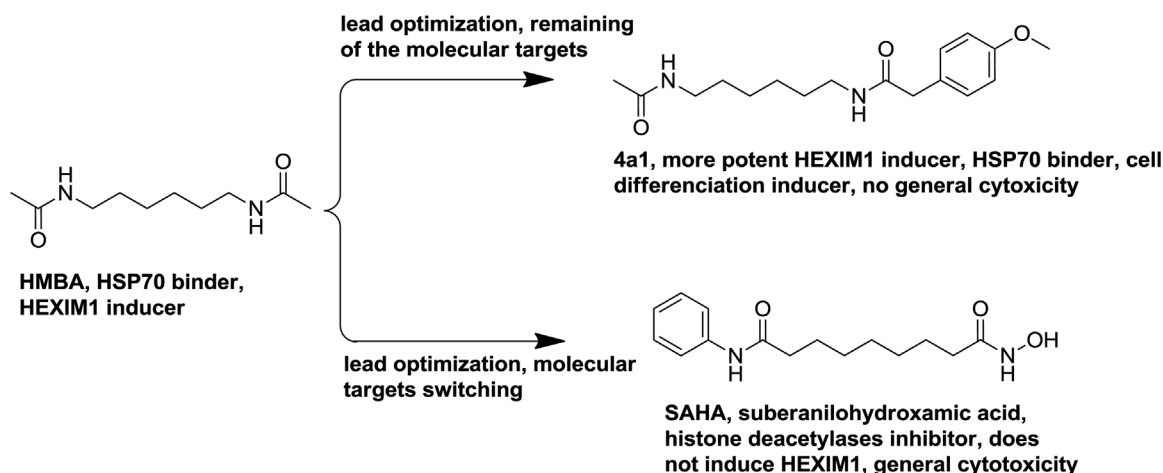 lead optimization, remaining
of the molecular targets
H
N
O
O
N
H
O
4a1, more potent HEXIM1 inducer, HSP70 binder, cell
differenciation inducer, no general cytoxicity
H
N
O
O
N
H
HMBA, HSP70 binder,
HEXIM1 inducer
lead optimization, molecular
targets switching
O
N
H
O
N
H
OH
SAHA, suberanilohydroxamic acid,
histone deacetylases inhibitor, does
not induce HEXIM1, general cytotoxicity